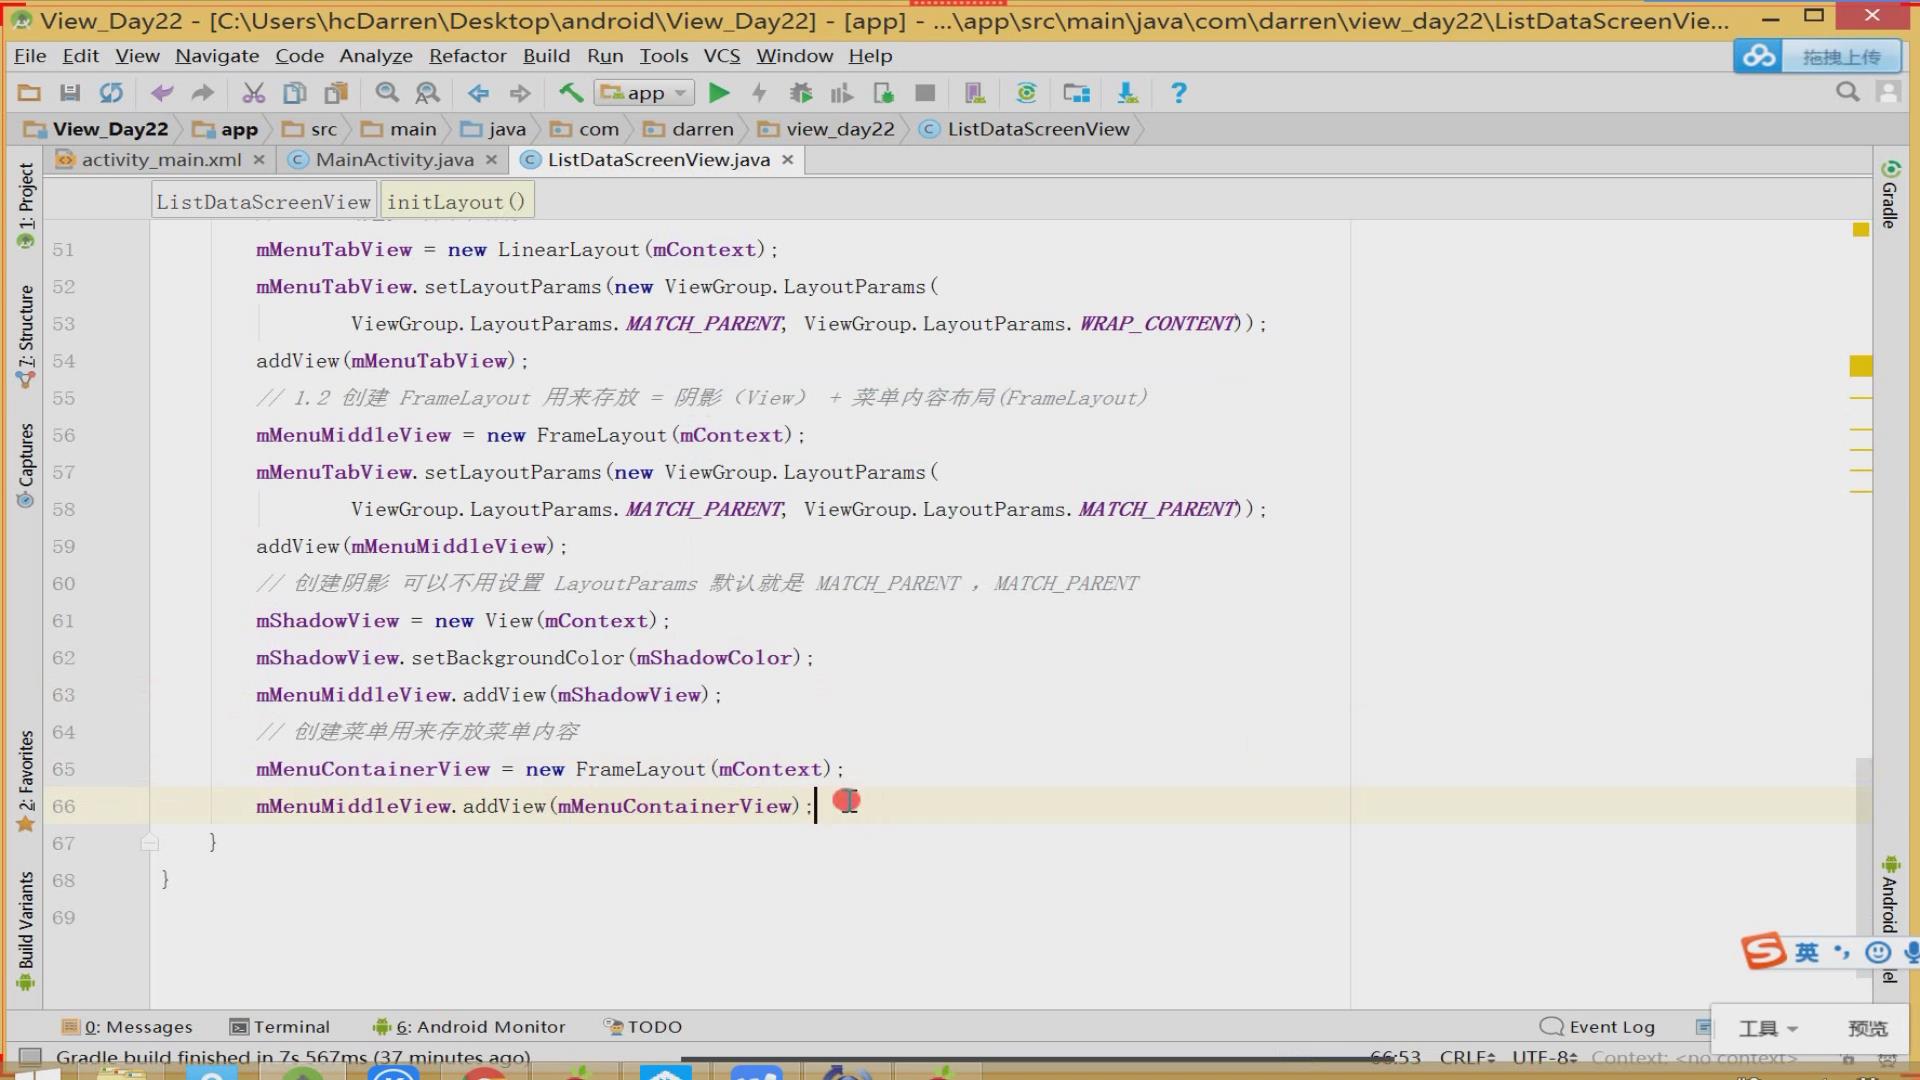 View_Day22 - [C:\Users\hcDarren\Desktop\android\View_Day22] - [app] - ...\app\src\main\java\com\darren\view_day22\ListDataScreenVie...
File Edit View Navigate Code Analyze Refactor Build Run Tools VCS Window Help
拖拽上传
app
View_Day22 app src main java com darren view_day22 ListDataScreenView
activity_main.xml MainActivity.java ListDataScreenView.java
ListDataScreenView initLayout()
51 mMenuTabView = new LinearLayout(mContext);
52 mMenuTabView.setLayoutParams(new ViewGroup.LayoutParams(
53 ViewGroup.LayoutParams.MATCH_PARENT, ViewGroup.LayoutParams.WRAP_CONTENT));
54 addView(mMenuTabView);
55 // 1.2 创建 FrameLayout 用来存放 = 阴影（View） + 菜单内容布局(FrameLayout)
56 mMenuMiddleView = new FrameLayout(mContext);
57 mMenuTabView.setLayoutParams(new ViewGroup.LayoutParams(
58 ViewGroup.LayoutParams.MATCH_PARENT, ViewGroup.LayoutParams.MATCH_PARENT));
59 addView(mMenuMiddleView);
60 // 创建阴影 可以不用设置 LayoutParams 默认就是 MATCH_PARENT ，MATCH_PARENT
61 mShadowView = new View(mContext);
62 mShadowView.setBackgroundColor(mShadowColor);
63 mMenuMiddleView.addView(mShadowView);
64 // 创建菜单用来存放菜单内容
65 mMenuContainerView = new FrameLayout(mContext);
66 mMenuMiddleView.addView(mMenuContainerView);
67 }
68 }
69
1: Project
7: Structure
Captures
2: Favorites
Build Variants
Gradle
Android
英
工具 预览
0: Messages Terminal 6: Android Monitor TODO Event Log
Gradle build finished in 7s 567ms (37 minutes ago) 66:53 CRLF UTF-8 Context: <no context>